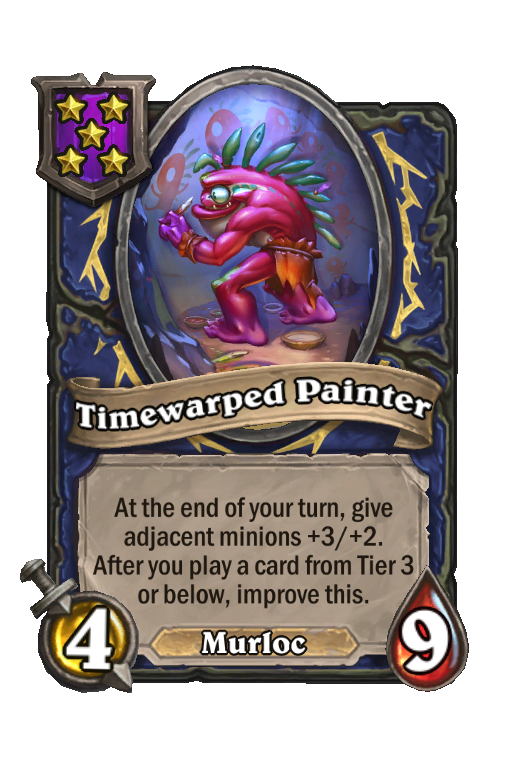 Timewarped Painter
At the end of your turn, give
adjacent minions +3/+2.
After you play a card from Tier 3
or below, improve this.
4
Murloc
9